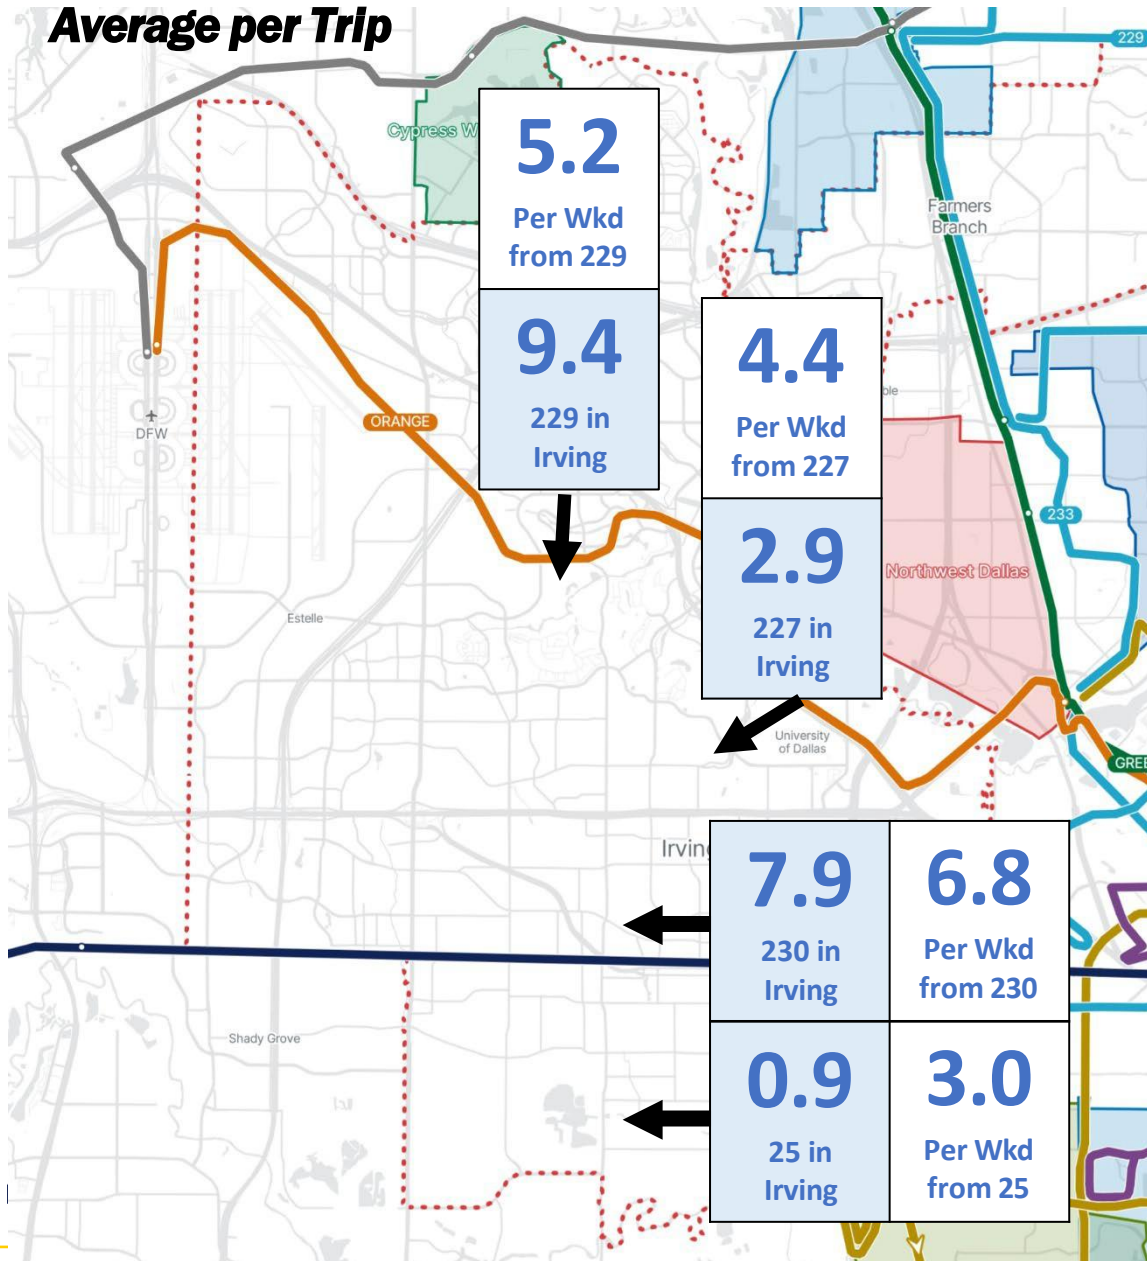 Average per Trip
229
Cypress W
5.2
Per Wkd
from 229
9.4
229 in
Irving
Farmers
Branch
4.4
Per Wkd
from 227
2.9
227 in
Irving
ble
DFW
ORANGE
233
Northwest Dallas
Estelle
University
of Dallas
GREE
Irving
7.9
230 in
Irving
6.8
Per Wkd
from 230
0.9
25 in
Irving
3.0
Per Wkd
from 25
Shady Grove